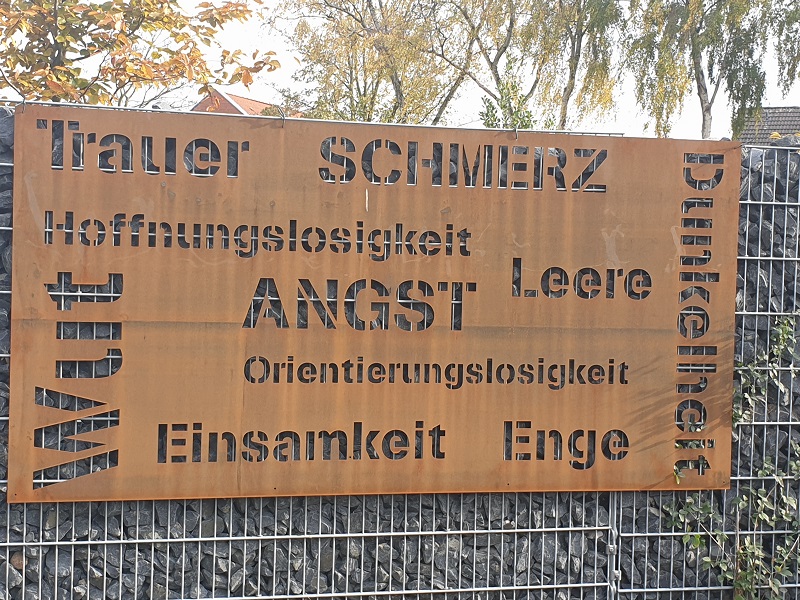 Trauer SCHMERZ
Dunkelheit
Hoffnungslosigkeit
Leere
Wut
ANGST
Orientierungslosigkeit
Einsamkeit Enge